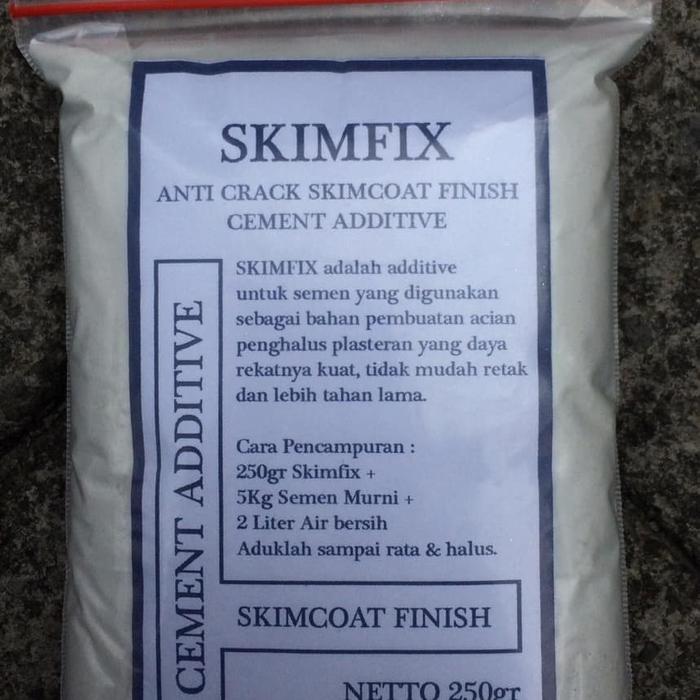 SKIMFIX
ANTI CRACK SKIMCOAT FINISH
CEMENT ADDITIVE
CEMENT ADDITIVE
SKIMFIX adalah additive
untuk semen yang digunakan
sebagai bahan pembuatan acian
penghalus plasteran yang daya
rekatnya kuat, tidak mudah retak
dan lebih tahan lama.
Cara Pencampuran :
250gr Skimfix +
5Kg Semen Murni +
2 Liter Air bersih
Aduklah sampai rata & halus.
SKIMCOAT FINISH
NETTO 250gr